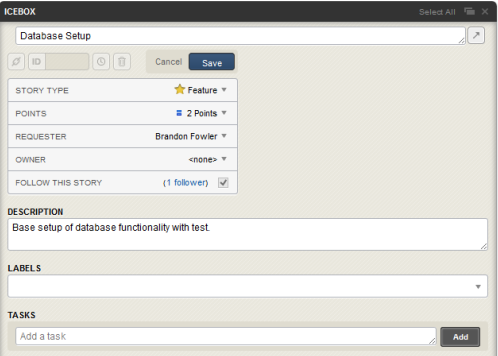 ICEBOX Select All
Database Setup
ID Cancel Save
STORY TYPE Feature
POINTS 2 Points
REQUESTER Brandon Fowler
OWNER <none>
FOLLOW THIS STORY (1 follower)
DESCRIPTION
Base setup of database functionality with test.
LABELS
TASKS
Add a task Add